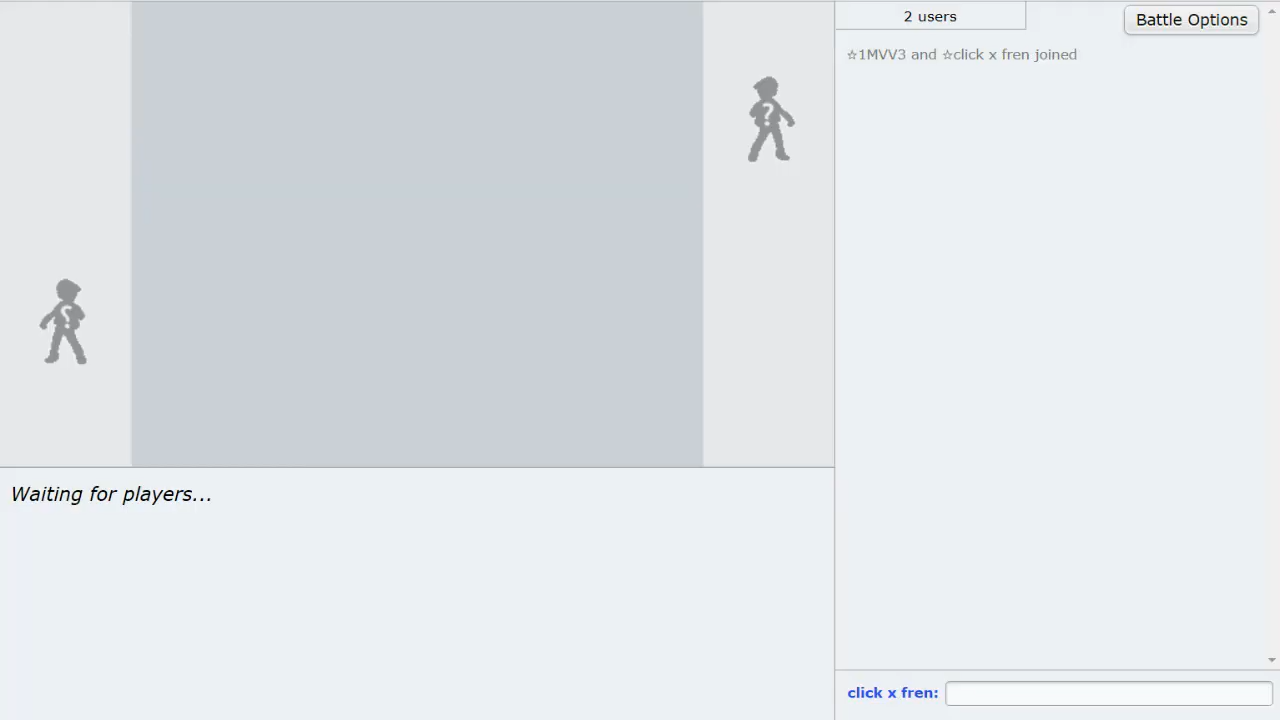 2 users
Battle Options
☆1MVV3 and ☆click x fren joined
?
?
Waiting for players...
click x fren: